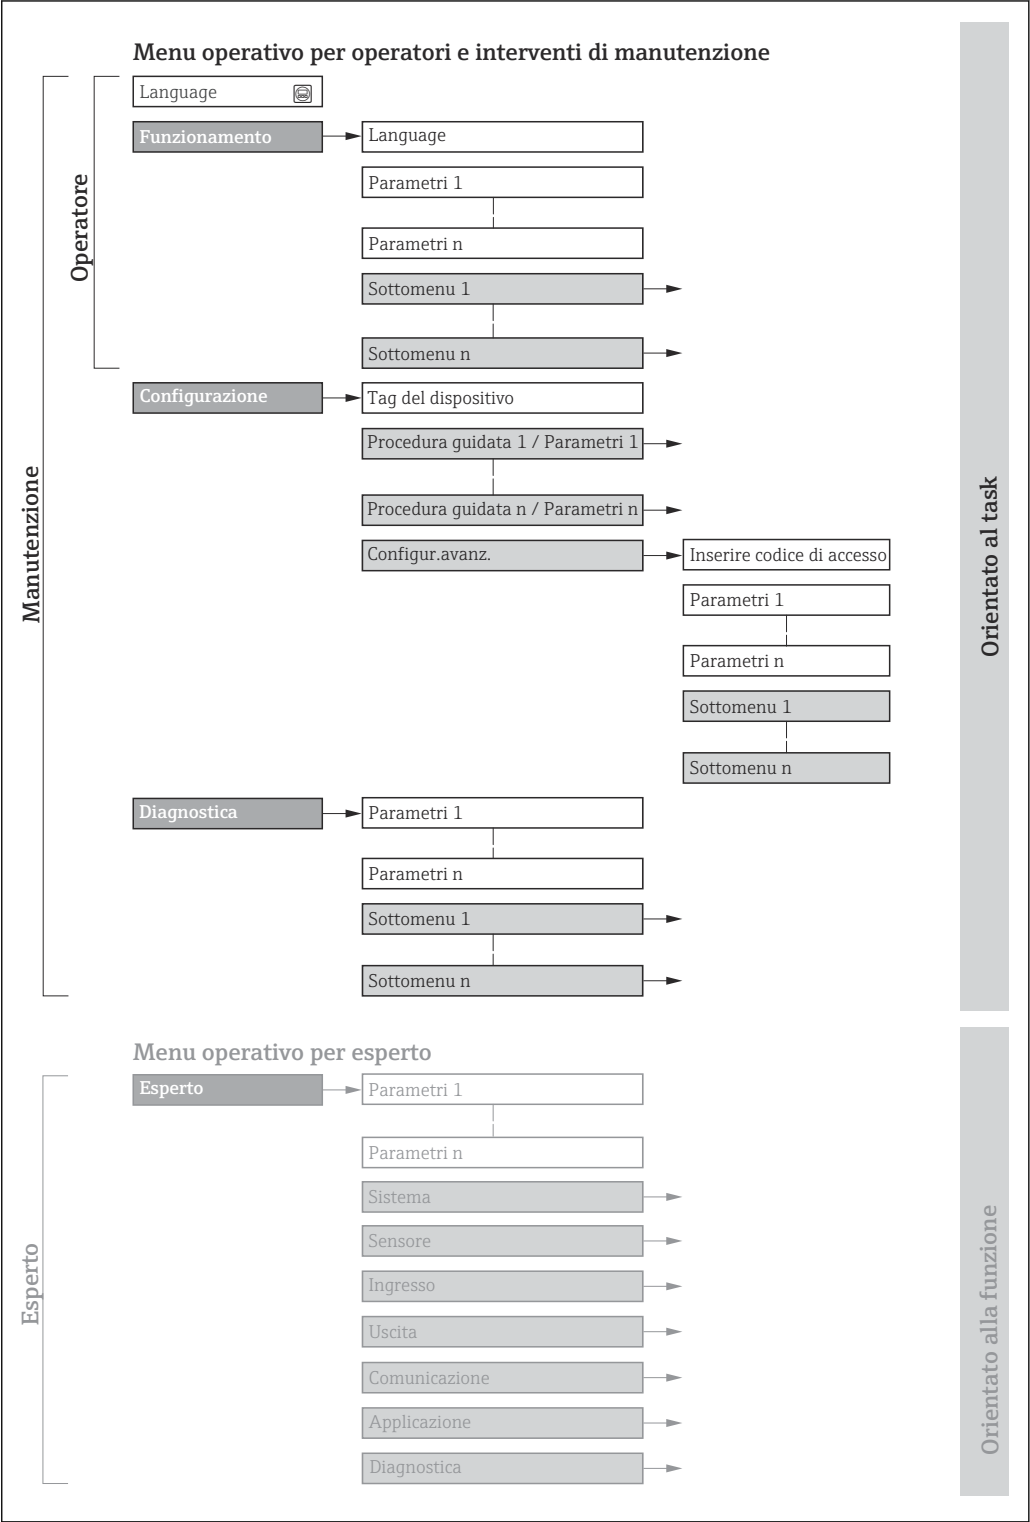 Menu operativo per operatori e interventi di manutenzione
Language
Funzionamento
Language
Parametri 1
Parametri n
Sottomenu 1
Sottomenu n
Operatore
Configurazione
Tag del dispositivo
Procedura guidata 1 / Parametri 1
Procedura guidata n / Parametri n
Configur.avanz.
Inserire codice di accesso
Parametri 1
Parametri n
Sottomenu 1
Sottomenu n
Manutenzione
Orientato al task
Diagnostica
Parametri 1
Parametri n
Sottomenu 1
Sottomenu n
Menu operativo per esperto
Esperto
Parametri 1
Parametri n
Sistema
Sensore
Ingresso
Uscita
Comunicazione
Applicazione
Diagnostica
Esperto
Orientato alla funzione